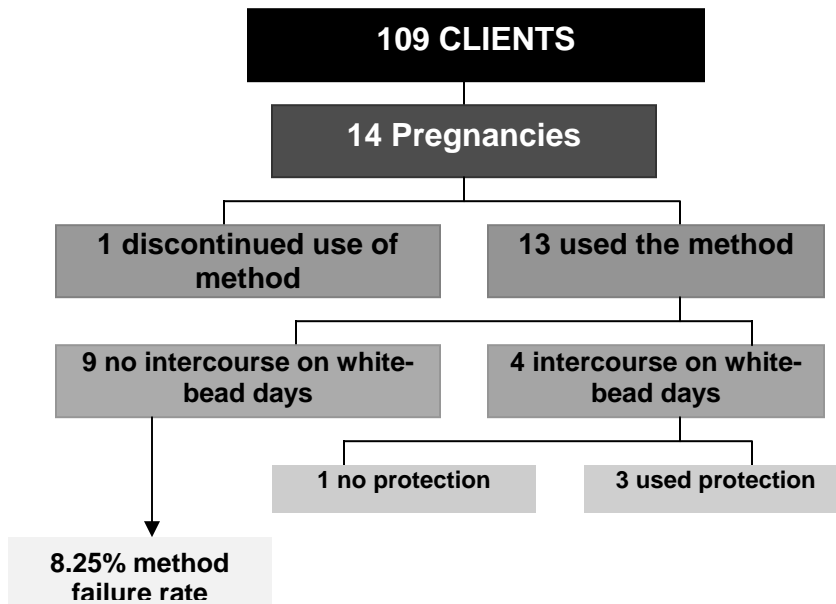 109 CLIENTS
14 Pregnancies
1 discontinued use of
method
13 used the method
9 no intercourse on white-
bead days
4 intercourse on white-
bead days
1 no protection
3 used protection
8.25% method
failure rate